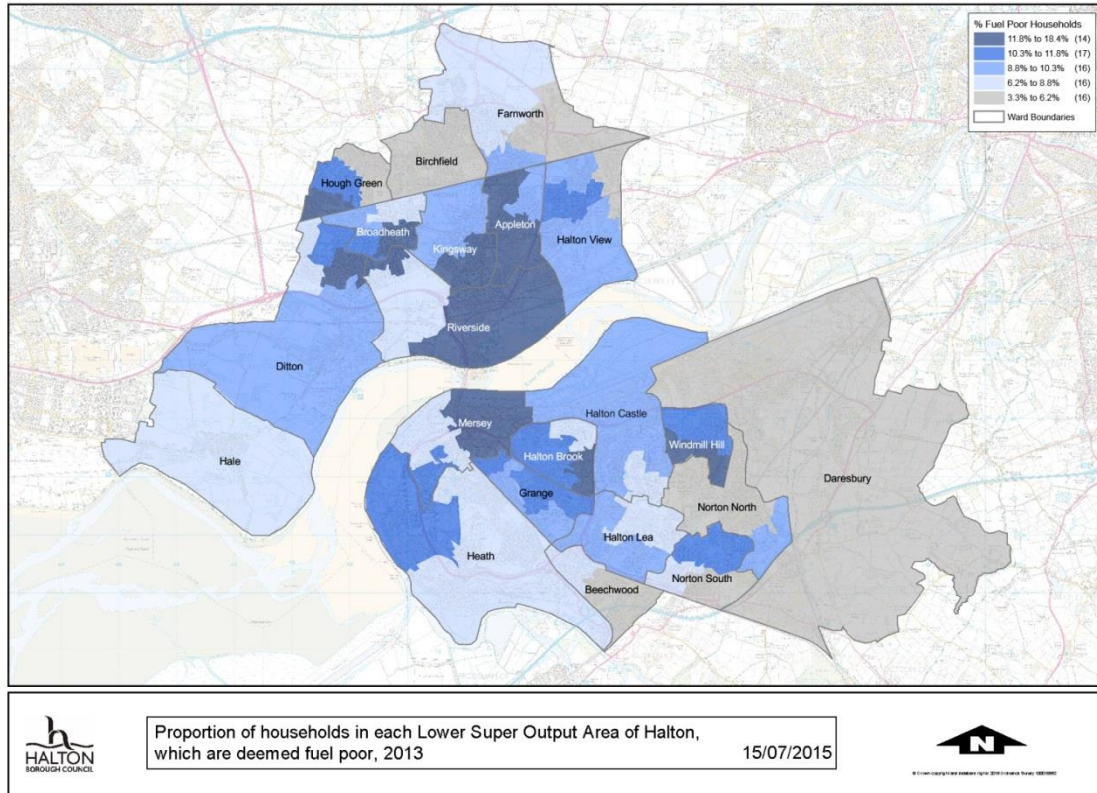 % Fuel Poor Households
11.8% to 18.4% (14)
10.3% to 11.8% (17)
8.8% to 10.3% (16)
6.2% to 8.8% (16)
3.3% to 6.2% (16)
Ward Boundaries
Farnworth
Birchfield
Hough Green
Appleton
Broadheath
Halton View
Kingsway
Riverside
Ditton
Mersey
Halton Castle
Windmill Hill
Halton Brook
Hale
Daresbury
Grange
Norton North
Halton Lea
Heath
Norton South
Beechwood
HALTON
BOROUGH COUNCIL
Proportion of households in each Lower Super Output Area of Halton,
which are deemed fuel poor, 2013 15/07/2015
N